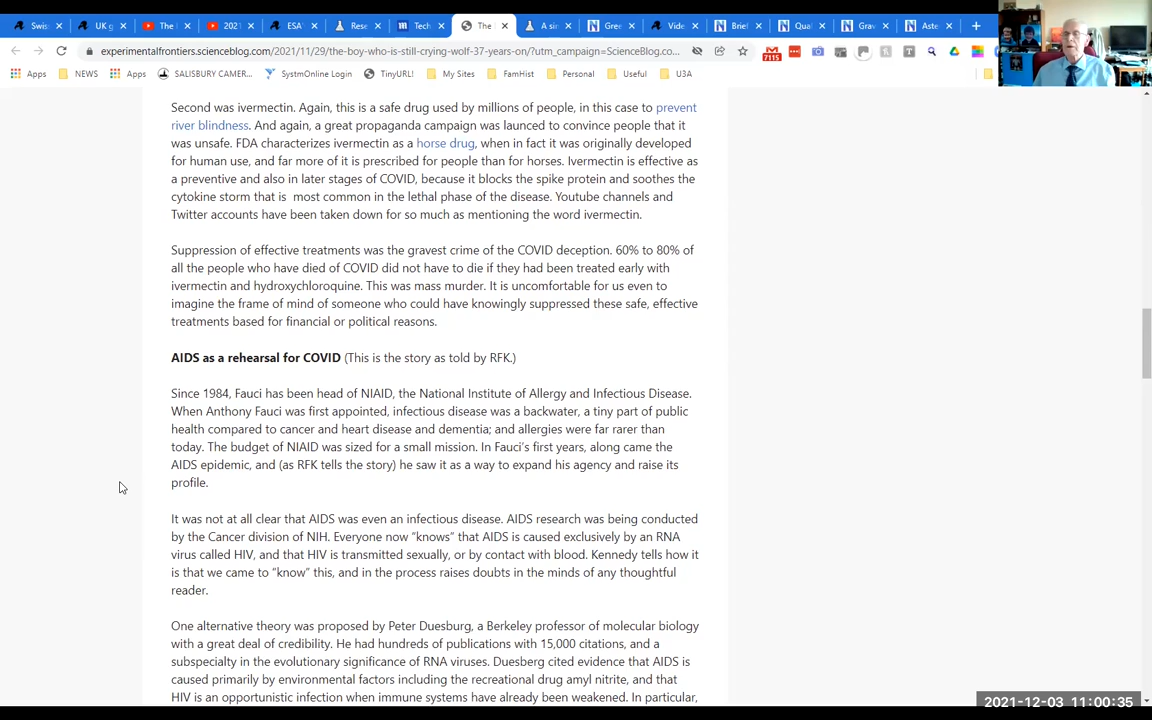 Swis
UK g
The
2021
ESA'
Rese
Tech
The
A sin
Gree
Vide
Brief
Qual
Grav
Aste
experimentalfrontiers.scienceblog.com/2021/11/29/the-boy-who-is-still-crying-wolf-37-years-on/?utm_campaign=ScienceBlog.co...
7115
Apps
NEWS
Apps
SALISBURY CAMER...
SystmOnline Login
TinyURL!
My Sites
FamHist
Personal
Useful
U3A
Second was ivermectin. Again, this is a safe drug used by millions of people, in this case to prevent
river blindness. And again, a great propaganda campaign was launced to convince people that it
was unsafe. FDA characterizes ivermectin as a horse drug, when in fact it was originally developed
for human use, and far more of it is prescribed for people than for horses. Ivermectin is effective as
a preventive and also in later stages of COVID, because it blocks the spike protein and soothes the
cytokine storm that is most common in the lethal phase of the disease. Youtube channels and
Twitter accounts have been taken down for so much as mentioning the word ivermectin.
Suppression of effective treatments was the gravest crime of the COVID deception. 60% to 80% of
all the people who have died of COVID did not have to die if they had been treated early with
ivermectin and hydroxychloroquine. This was mass murder. It is uncomfortable for us even to
imagine the frame of mind of someone who could have knowingly suppressed these safe, effective
treatments based for financial or political reasons.
AIDS as a rehearsal for COVID (This is the story as told by RFK.)
Since 1984, Fauci has been head of NIAID, the National Institute of Allergy and Infectious Disease.
When Anthony Fauci was first appointed, infectious disease was a backwater, a tiny part of public
health compared to cancer and heart disease and dementia; and allergies were far rarer than
today. The budget of NIAID was sized for a small mission. In Fauci's first years, along came the
AIDS epidemic, and (as RFK tells the story) he saw it as a way to expand his agency and raise its
profile.
It was not at all clear that AIDS was even an infectious disease. AIDS research was being conducted
by the Cancer division of NIH. Everyone now "knows" that AIDS is caused exclusively by an RNA
virus called HIV, and that HIV is transmitted sexually, or by contact with blood. Kennedy tells how it
is that we came to "know" this, and in the process raises doubts in the minds of any thoughtful
reader.
One alternative theory was proposed by Peter Duesburg, a Berkeley professor of molecular biology
with a great deal of credibility. He had hundreds of publications with 15,000 citations, and a
subspecialty in the evolutionary significance of RNA viruses. Duesberg cited evidence that AIDS is
caused primarily by environmental factors including the recreational drug amyl nitrite, and that
HIV is an opportunistic infection when immune systems have already been weakened. In particular,
2021-12-03 11:00:35